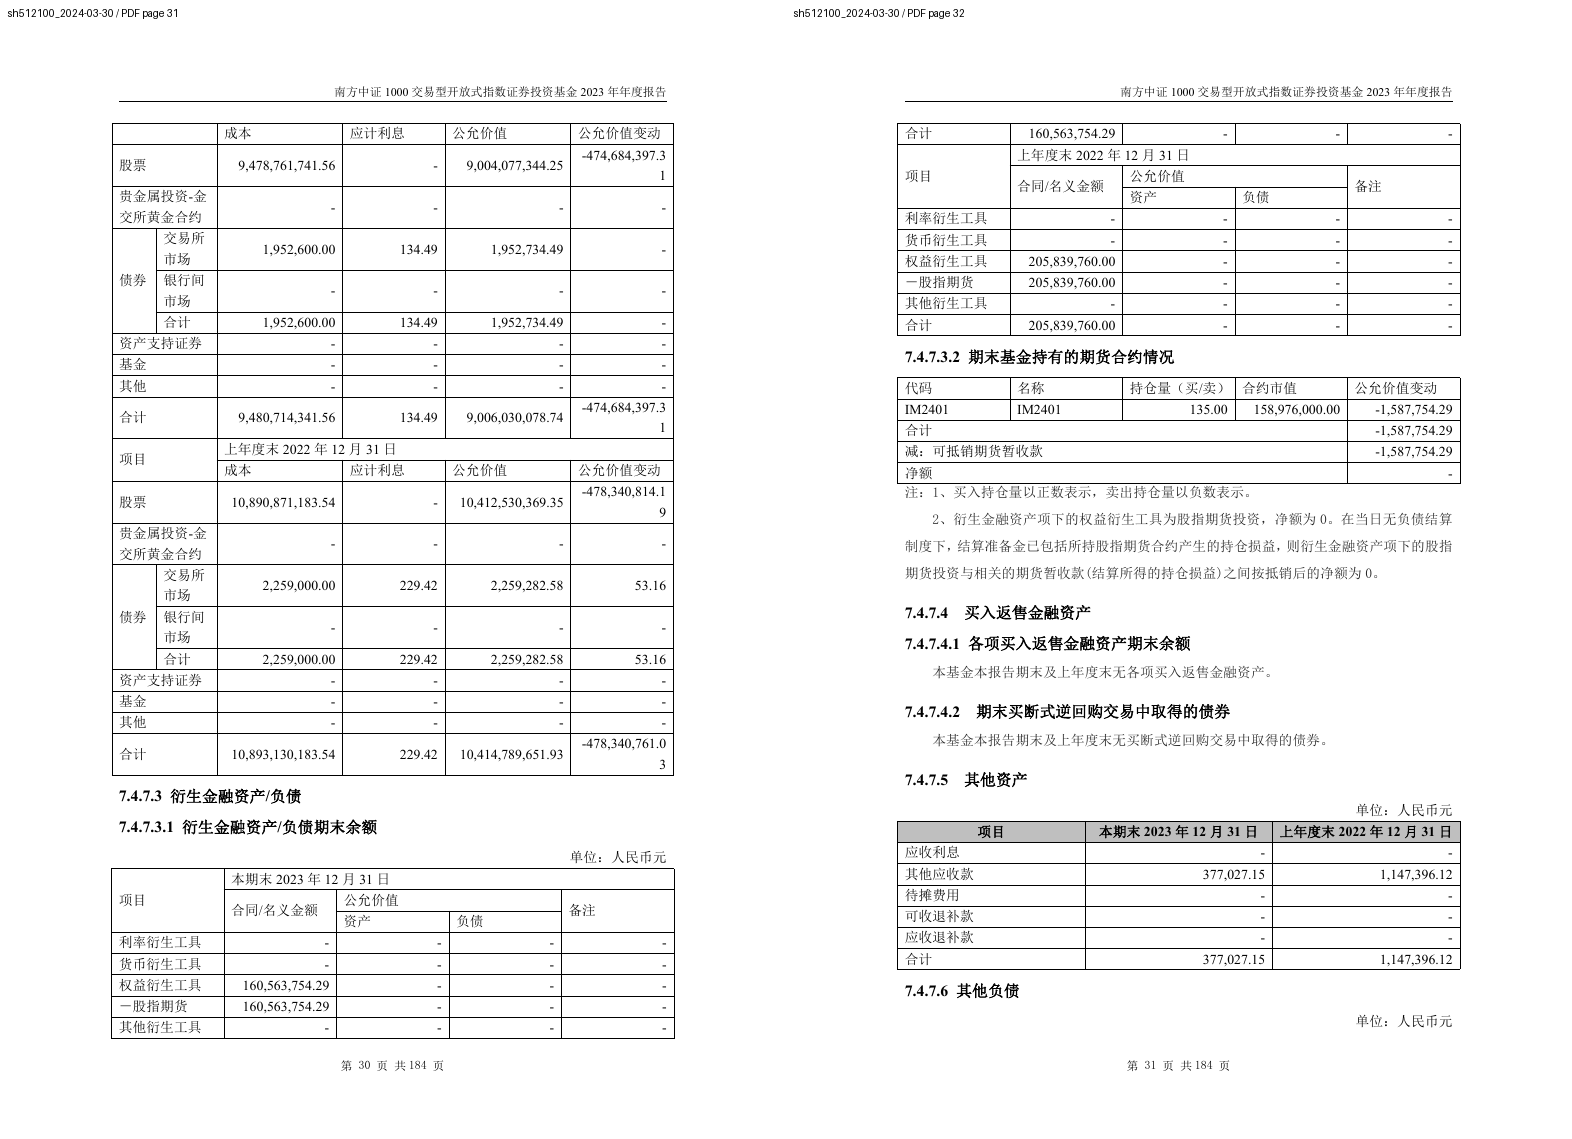 sh512100_2024-03-30 / PDF page 31
南方中证 1000 交易型开放式指数证券投资基金 2023 年年度报告
成本 应计利息 公允价值 公允价值变动
股票 9,478,761,741.56 - 9,004,077,344.25 -474,684,397.3
1
贵金属投资-金
交所黄金合约 - - - -
债券 交易所
市场 1,952,600.00 134.49 1,952,734.49 -
银行间
市场 - - - -
合计 1,952,600.00 134.49 1,952,734.49 -
资产支持证券 - - - -
基金 - - - -
其他 - - - -
合计 9,480,714,341.56 134.49 9,006,030,078.74 -474,684,397.3
1
项目 上年度末 2022 年 12 月 31 日
成本 应计利息 公允价值 公允价值变动
股票 10,890,871,183.54 - 10,412,530,369.35 -478,340,814.1
9
贵金属投资-金
交所黄金合约 - - - -
债券 交易所
市场 2,259,000.00 229.42 2,259,282.58 53.16
银行间
市场 - - - -
合计 2,259,000.00 229.42 2,259,282.58 53.16
资产支持证券 - - - -
基金 - - - -
其他 - - - -
合计 10,893,130,183.54 229.42 10,414,789,651.93 -478,340,761.0
3
7.4.7.3 衍生金融资产/负债
7.4.7.3.1 衍生金融资产/负债期末余额
单位：人民币元
项目 本期末 2023 年 12 月 31 日
合同/名义金额 公允价值 备注
资产 负债
利率衍生工具 - - - -
货币衍生工具 - - - -
权益衍生工具 160,563,754.29 - - -
－股指期货 160,563,754.29 - - -
其他衍生工具 - - - -
第 30 页 共 184 页
sh512100_2024-03-30 / PDF page 32
南方中证 1000 交易型开放式指数证券投资基金 2023 年年度报告
合计 160,563,754.29 - - -
项目 上年度末 2022 年 12 月 31 日
合同/名义金额 公允价值 备注
资产 负债
利率衍生工具 - - - -
货币衍生工具 - - - -
权益衍生工具 205,839,760.00 - - -
－股指期货 205,839,760.00 - - -
其他衍生工具 - - - -
合计 205,839,760.00 - - -
7.4.7.3.2 期末基金持有的期货合约情况
代码 名称 持仓量（买/卖） 合约市值 公允价值变动
IM2401 IM2401 135.00 158,976,000.00 -1,587,754.29
合计 -1,587,754.29
减：可抵销期货暂收款 -1,587,754.29
净额 -
注：1、买入持仓量以正数表示，卖出持仓量以负数表示。
2、衍生金融资产项下的权益衍生工具为股指期货投资，净额为 0。在当日无负债结算
制度下，结算准备金已包括所持股指期货合约产生的持仓损益，则衍生金融资产项下的股指
期货投资与相关的期货暂收款(结算所得的持仓损益)之间按抵销后的净额为 0。
7.4.7.4 买入返售金融资产
7.4.7.4.1 各项买入返售金融资产期末余额
本基金本报告期末及上年度末无各项买入返售金融资产。
7.4.7.4.2 期末买断式逆回购交易中取得的债券
本基金本报告期末及上年度末无买断式逆回购交易中取得的债券。
7.4.7.5 其他资产
单位：人民币元
项目 本期末 2023 年 12 月 31 日 上年度末 2022 年 12 月 31 日
应收利息 - -
其他应收款 377,027.15 1,147,396.12
待摊费用 - -
可收退补款 - -
应收退补款 - -
合计 377,027.15 1,147,396.12
7.4.7.6 其他负债
单位：人民币元
第 31 页 共 184 页